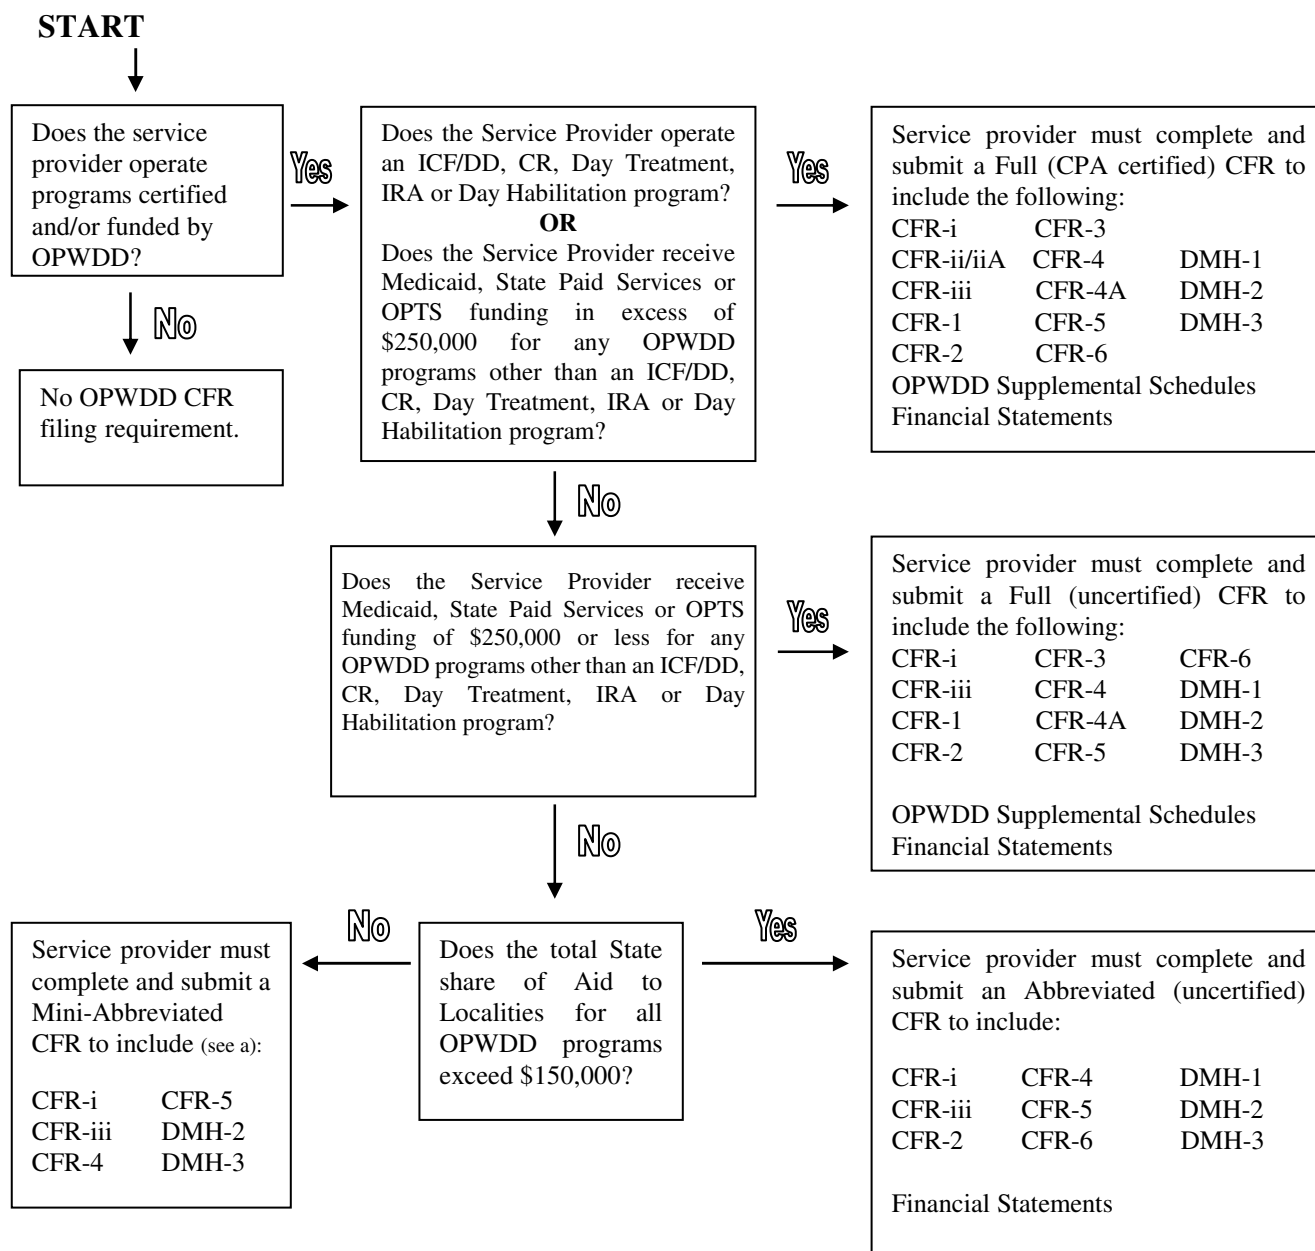 START
Does the service
provider operate
programs certified
and/or funded by
OPWDD?
Yes
Does the Service Provider operate
an ICF/DD, CR, Day Treatment,
IRA or Day Habilitation program?
OR
Does the Service Provider receive
Medicaid, State Paid Services or
OPTS funding in excess of
$250,000 for any OPWDD
programs other than an ICF/DD,
CR, Day Treatment, IRA or Day
Habilitation program?
Yes
Service provider must complete and
submit a Full (CPA certified) CFR to
include the following:
CFR-i CFR-3
CFR-ii/iiA CFR-4 DMH-1
CFR-iii CFR-4A DMH-2
CFR-1 CFR-5 DMH-3
CFR-2 CFR-6
OPWDD Supplemental Schedules
Financial Statements
No
No OPWDD CFR
filing requirement.
No
Does the Service Provider receive
Medicaid, State Paid Services or OPTS
funding of $250,000 or less for any
OPWDD programs other than an ICF/DD,
CR, Day Treatment, IRA or Day
Habilitation program?
Yes
Service provider must complete and
submit a Full (uncertified) CFR to
include the following:
CFR-i CFR-3 CFR-6
CFR-iii CFR-4 DMH-1
CFR-1 CFR-4A DMH-2
CFR-2 CFR-5 DMH-3
OPWDD Supplemental Schedules
Financial Statements
No
Does the total State
share of Aid to
Localities for all
OPWDD programs
exceed $150,000?
No
Service provider must
complete and submit a
Mini-Abbreviated
CFR to include (see a):
CFR-i CFR-5
CFR-iii DMH-2
CFR-4 DMH-3
Yes
Service provider must complete and
submit an Abbreviated (uncertified)
CFR to include:
CFR-i CFR-4 DMH-1
CFR-iii CFR-5 DMH-2
CFR-2 CFR-6 DMH-3
Financial Statements